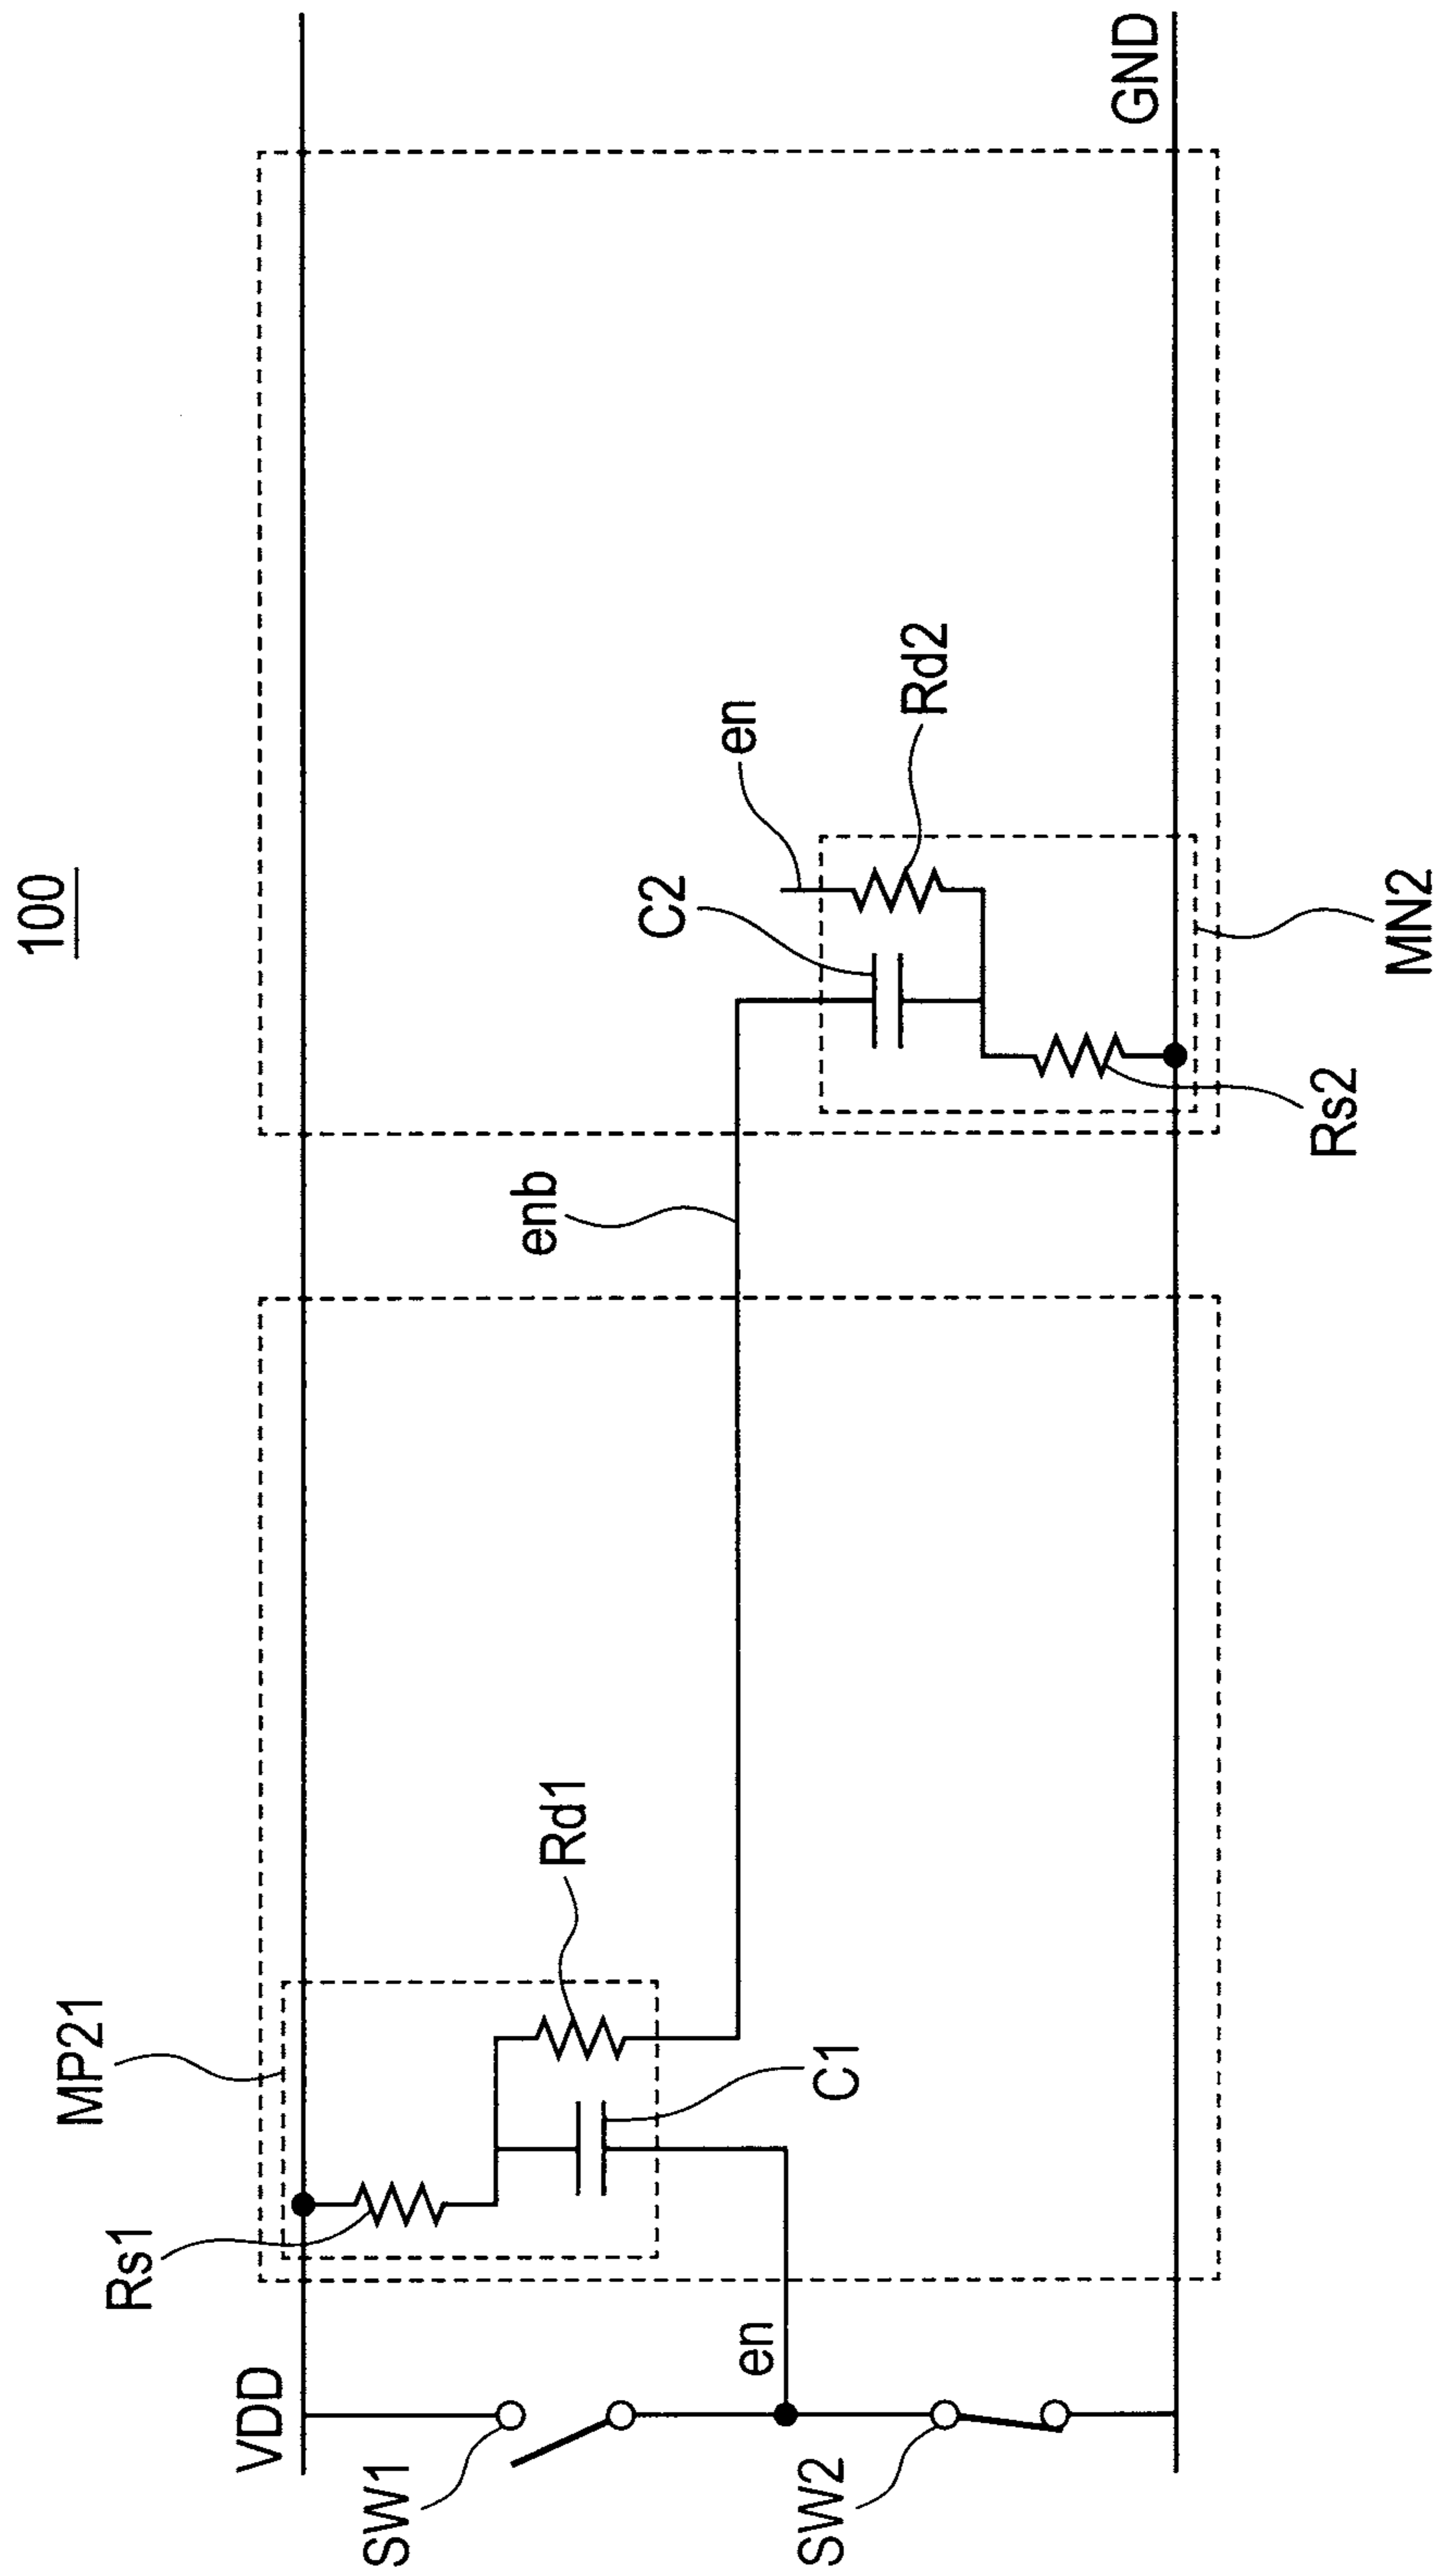 100
VDD
SW1
SW2
en
Rs1
MP21
Rd1
C1
enb
C2
en
Rd2
Rs2
MN2
GND